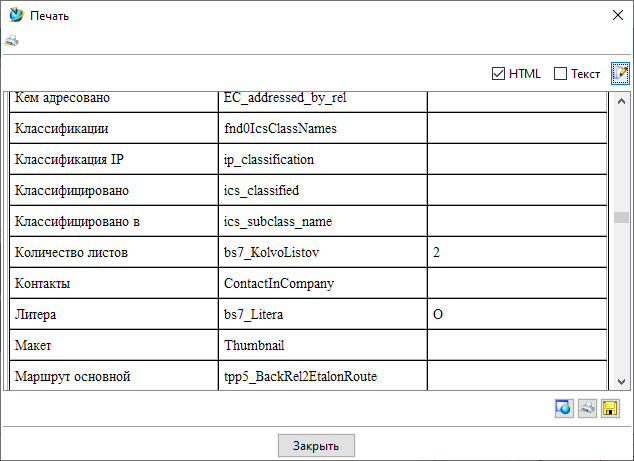 Печать
HTML Текст
Кем адресовано EC_addressed_by_rel
Классификации fnd0IcsClassNames
Классификация IP ip_classification
Классифицировано ics_classified
Классифицировано в ics_subclass_name
Количество листов bs7_KolvoListov 2
Контакты ContactInCompany
Литера bs7_Litera О
Макет Thumbnail
Маршрут основной tpp5_BackRel2EtalonRoute
Закрыть